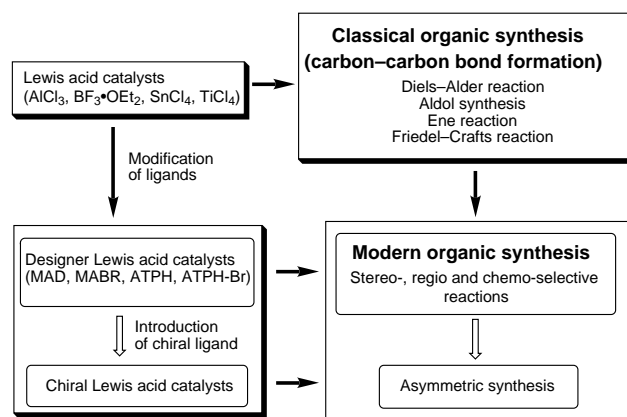 Classical organic synthesis
(carbon–carbon bond formation)
Diels–Alder reaction
Aldol synthesis
Ene reaction
Friedel–Crafts reaction
Lewis acid catalysts
(AlCl₃, BF₃•OEt₂, SnCl₄, TiCl₄)
Modification
of ligands
Designer Lewis acid catalysts
(MAD, MABR, ATPH, ATPH-Br)
Introduction
of chiral ligand
Chiral Lewis acid catalysts
Modern organic synthesis
Stereo-, regio and chemo-selective
reactions
Asymmetric synthesis